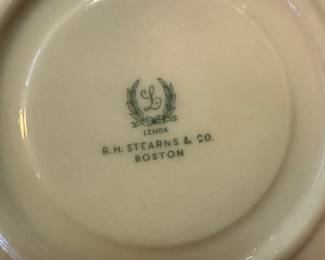 L
LENOX
R.H. STEARNS & CO.
BOSTON